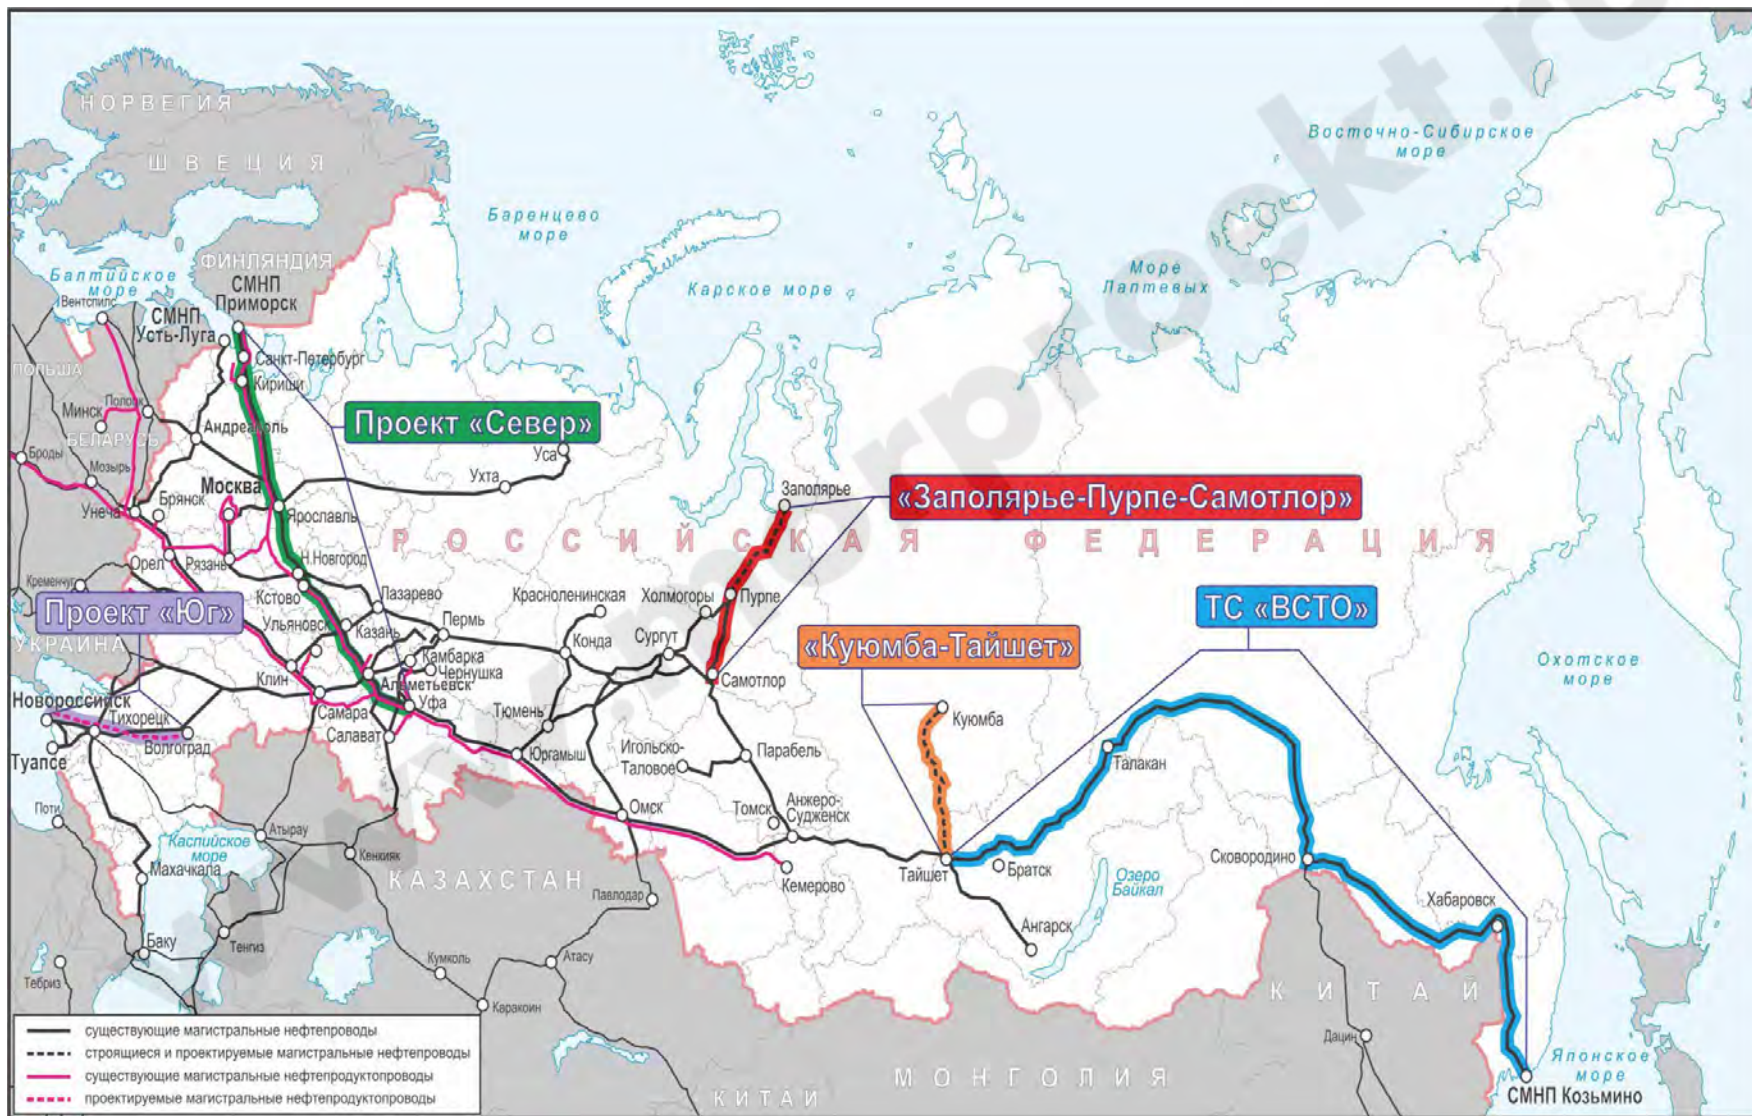 НОРВЕГИЯ
ШВЕЦИЯ
ФИНЛЯНДИЯ
Баренцево
море
Карское море
Море
Лаптевых
Восточно-Сибирское
море
Балтийское
море
Вентспилс
СМНП
Приморск
СМНП
Усть-Луга
Санкт-Петербург
Кириши
ПОЛЬША
Минск
Полоцк
БЕЛАРУСЬ
Андреаполь
Проект «Север»
Броды
Мозырь
Унеча
Брянск
Москва
Ярославль
Ухта
Уса
Заполярье
«Заполярье-Пурпе-Самотлор»
РОССИЙСКАЯ ФЕДЕРАЦИЯ
Орел
Рязань
Н.Новгород
Кременчуг
Кстово
Лазарево
Красноленинская
Холмогоры
Пурпе
Проект «Юг»
ТС «ВСТО»
УКРАИНА
Ульяновск
Казань
Пермь
Конда
Сургут
«Куюмба-Тайшет»
Охотское
море
Клин
Камбарка
Чернушка
Альметьевск
Самотлор
Новороссийск
Тихорецк
Самара
Уфа
Тюмень
Куюмба
Волгоград
Салават
Юргамыш
Игольско-
Таловое
Парабель
Талакан
Туапсе
Поти
Атырау
Омск
Томск
Анжеро-
Судженск
Каспийское
море
Кенкияк
Махачкала
КАЗАХСТАН
Павлодар
Кемерово
Тайшет
Братск
Озеро
Байкал
Сковородино
Хабаровск
Ангарск
Баку
Тенгиз
Тебриз
Кумколь
Атасу
Каракоин
КИТАЙ
Дацин
МОНГОЛИЯ
КИТАЙ
Японское
море
СМНП Козьмино
существующие магистральные нефтепроводы
строящиеся и проектируемые магистральные нефтепроводы
существующие магистральные нефтепродуктопроводы
проектируемые магистральные нефтепродуктопроводы
www.morproekt.ru